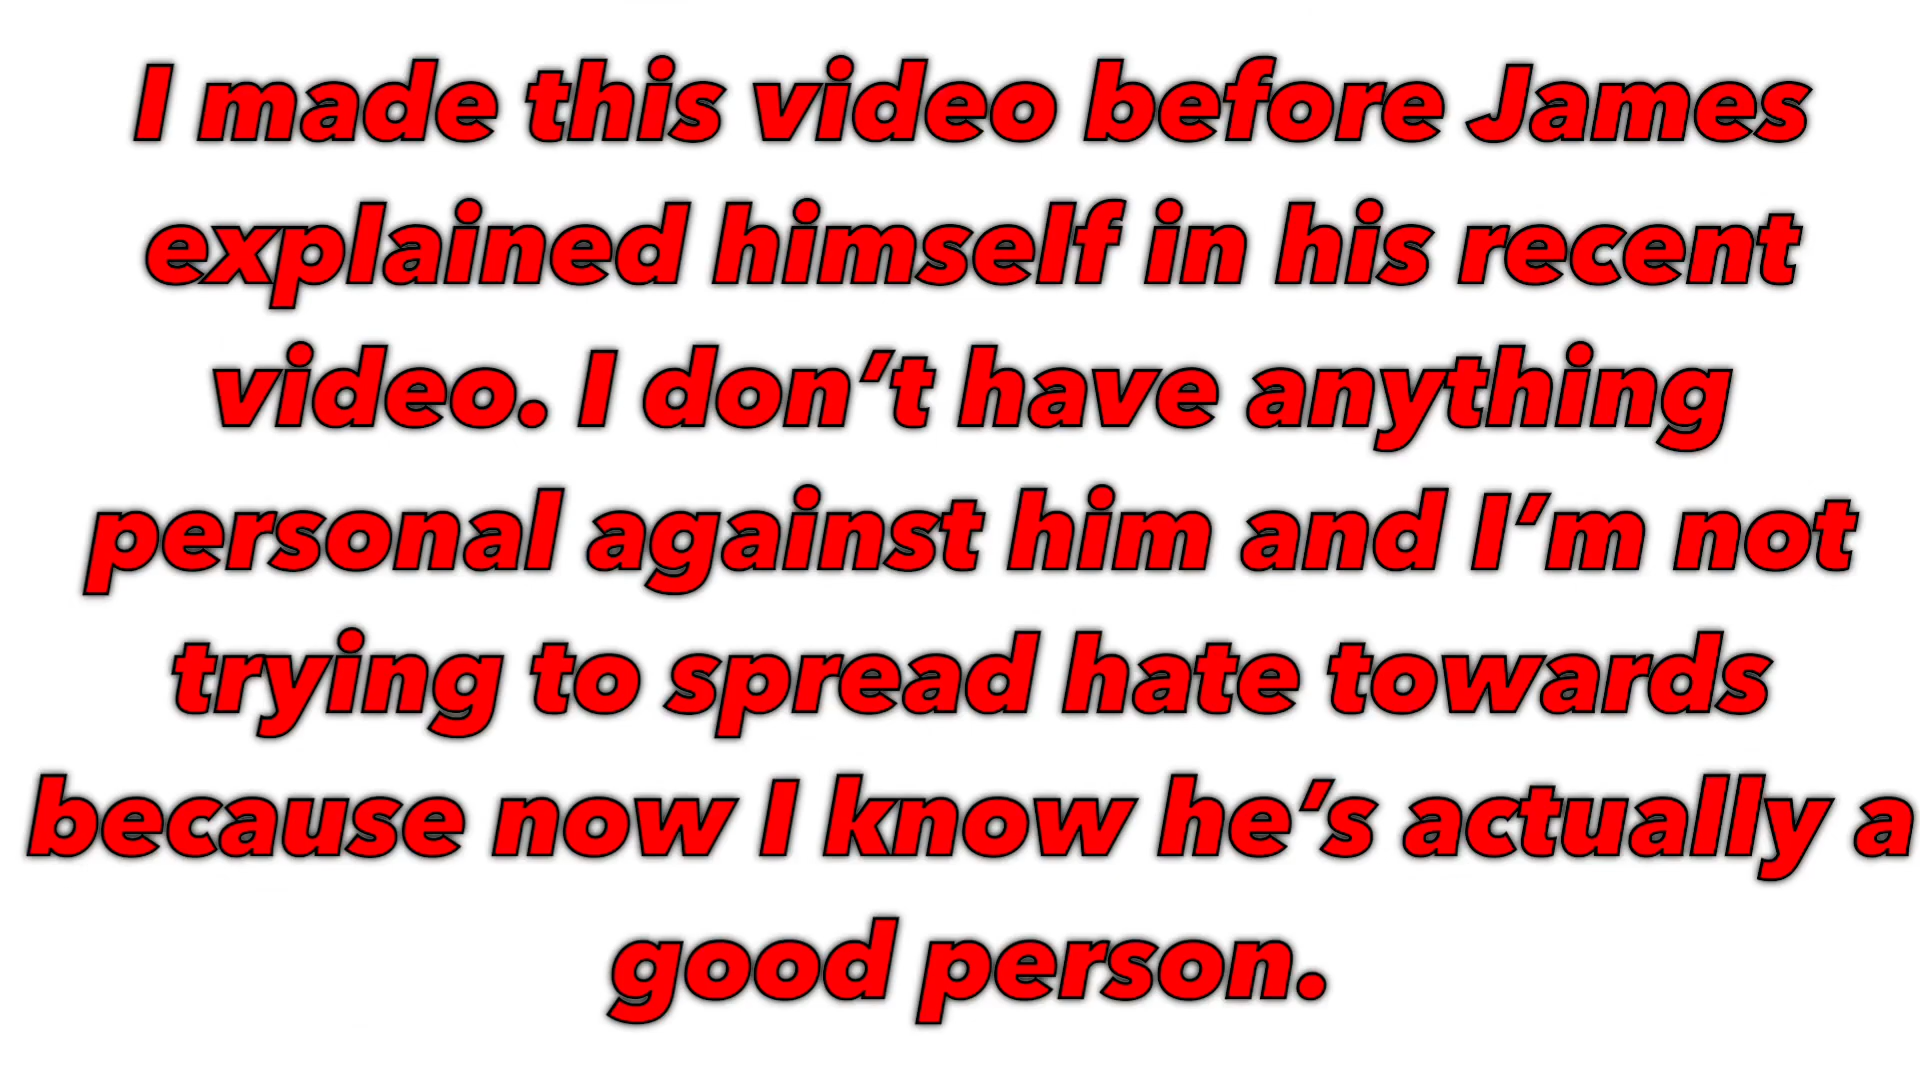 I made this video before James
explained himself in his recent
video. I don’t have anything
personal against him and I’m not
trying to spread hate towards
because now I know he’s actually a
good person.